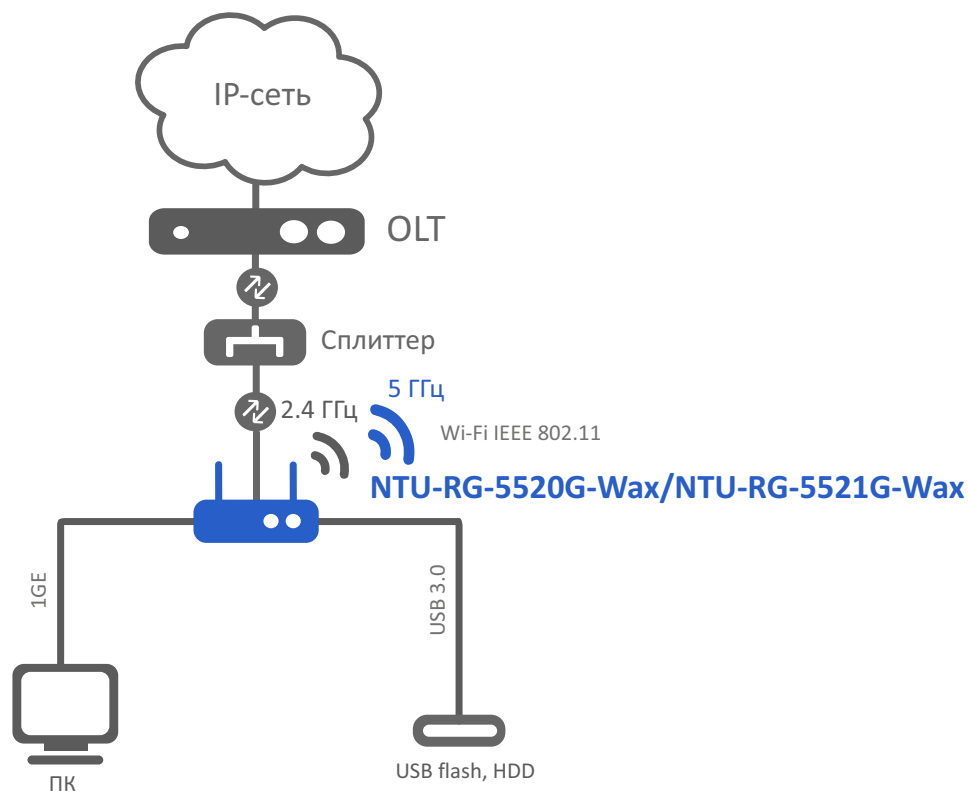 IP-сеть
OLT
Сплиттер
5 ГГц
2.4 ГГц
Wi-Fi IEEE 802.11
NTU-RG-5520G-Wax/NTU-RG-5521G-Wax
1GE
USB 3.0
USB flash, HDD
ПК